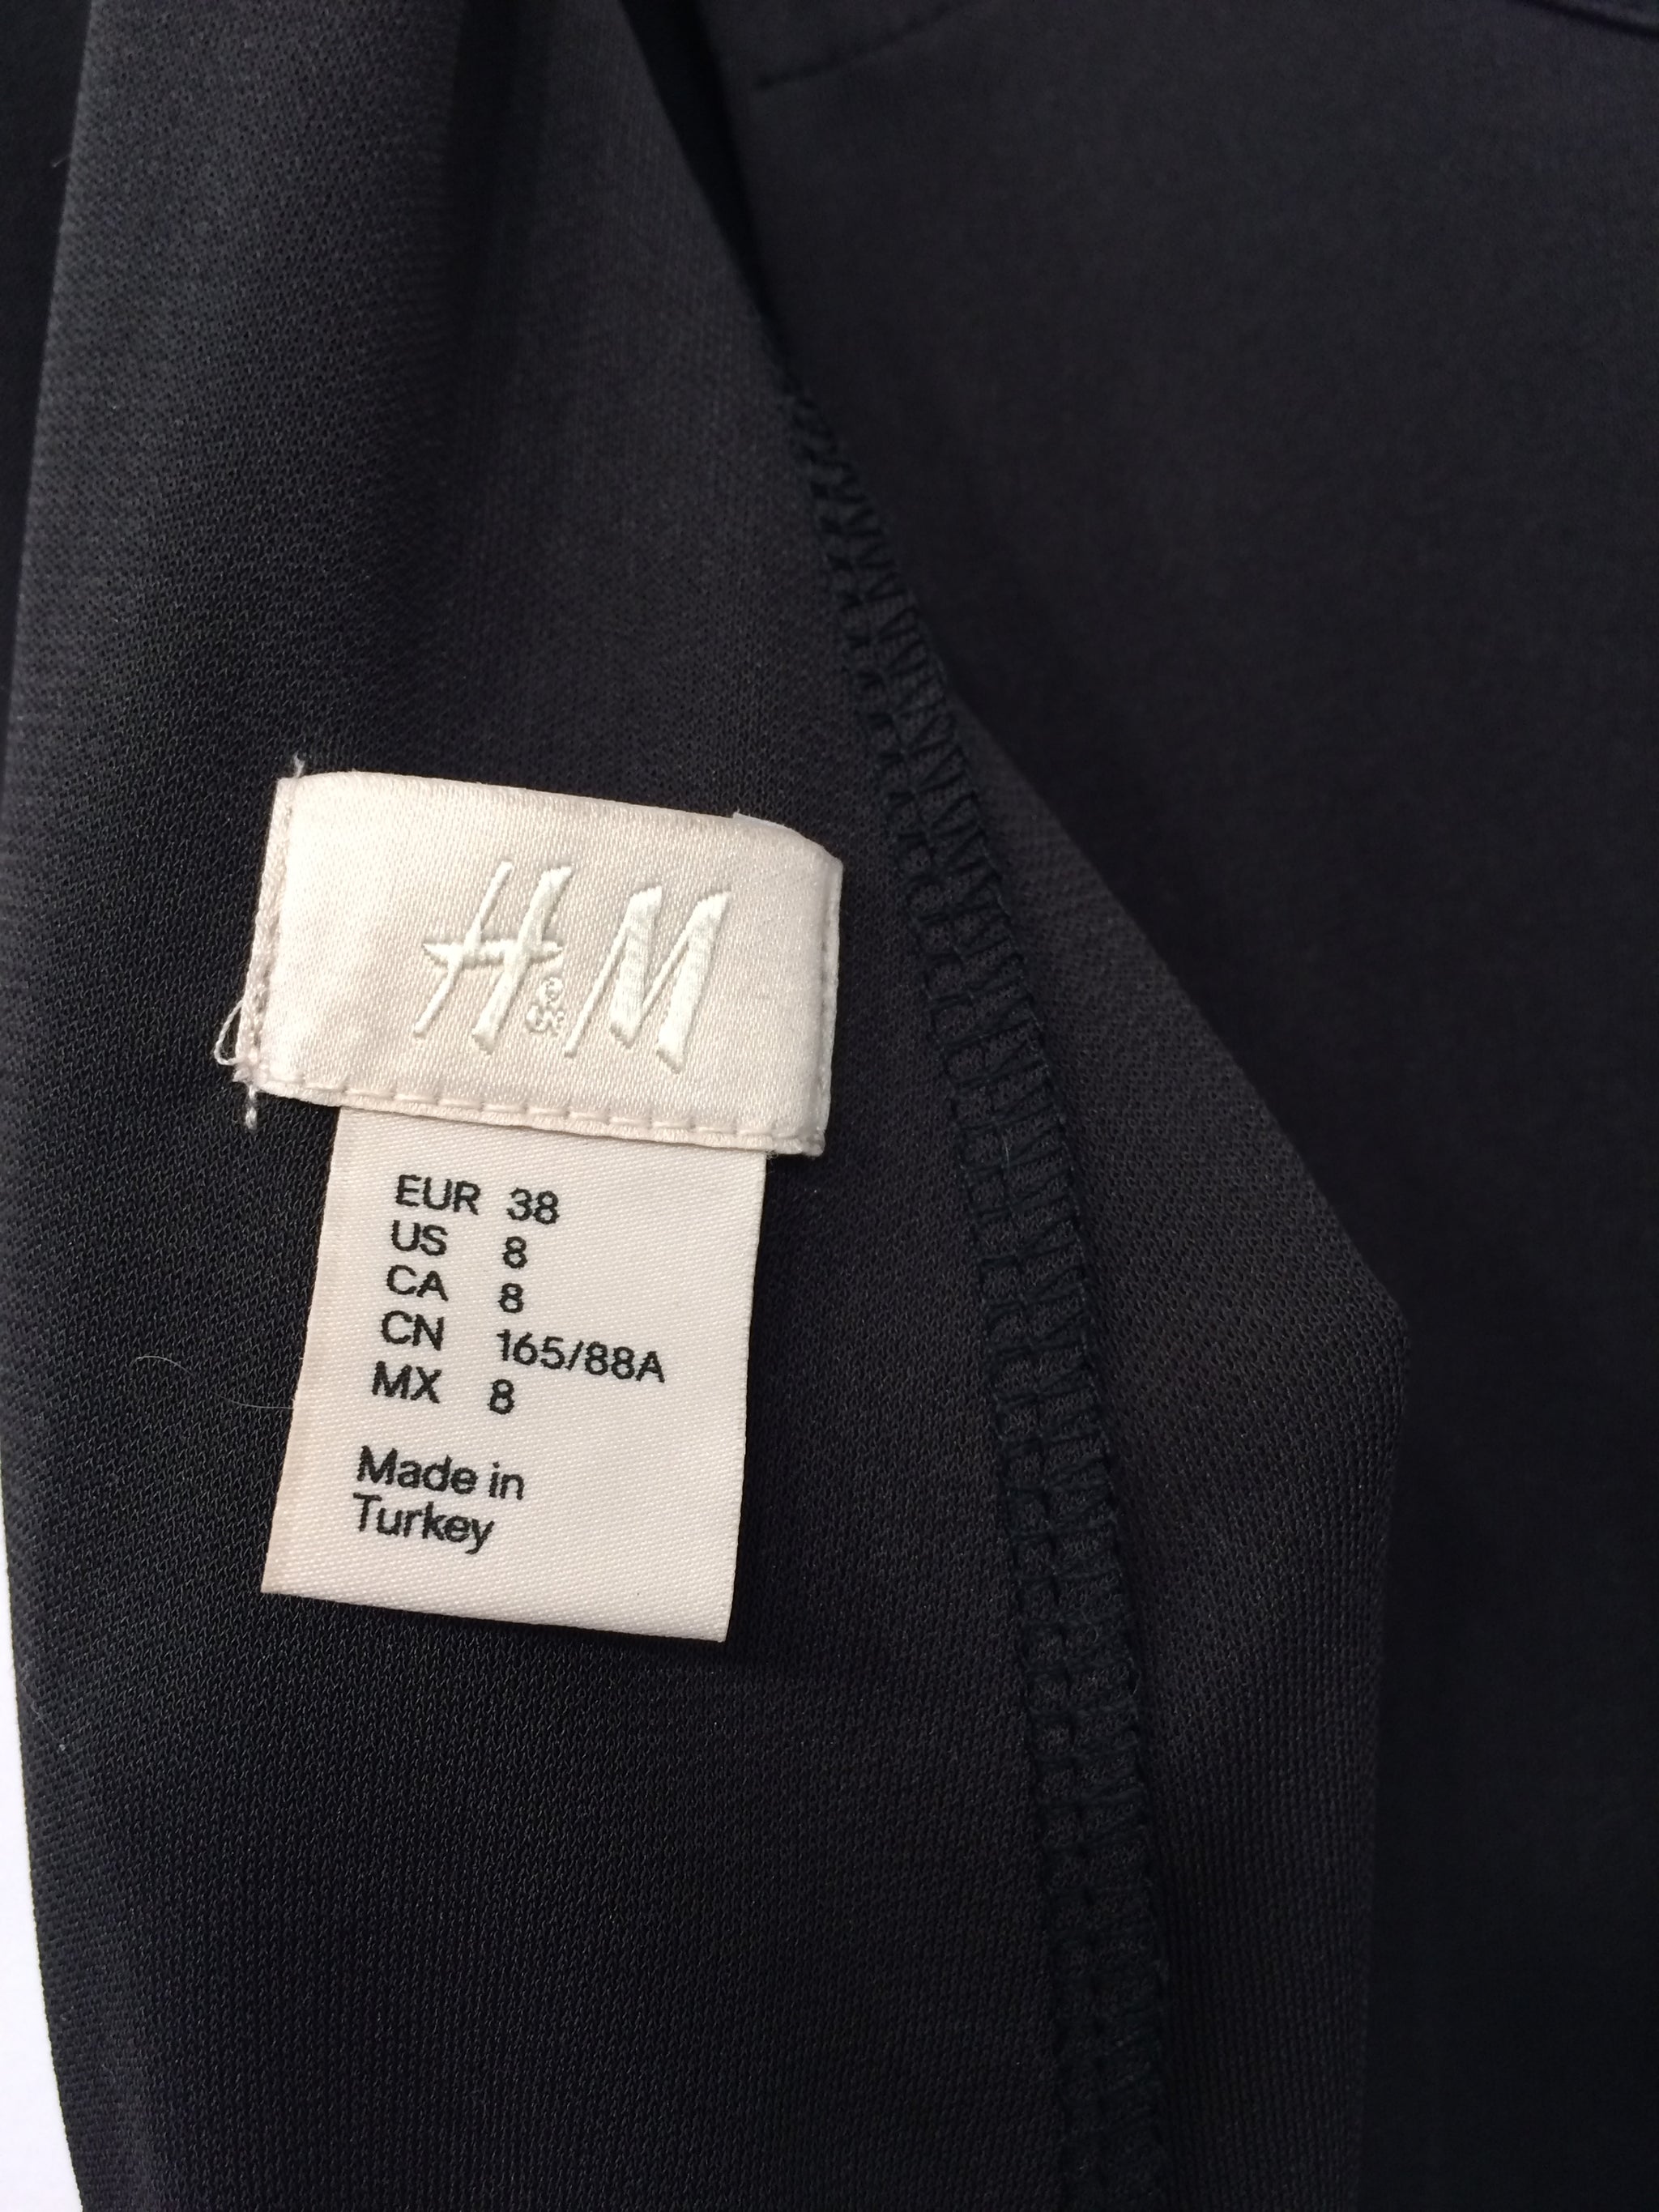 H&M
EUR 38
US 8
CA 8
CN 165/88A
MX 8
Made in
Turkey